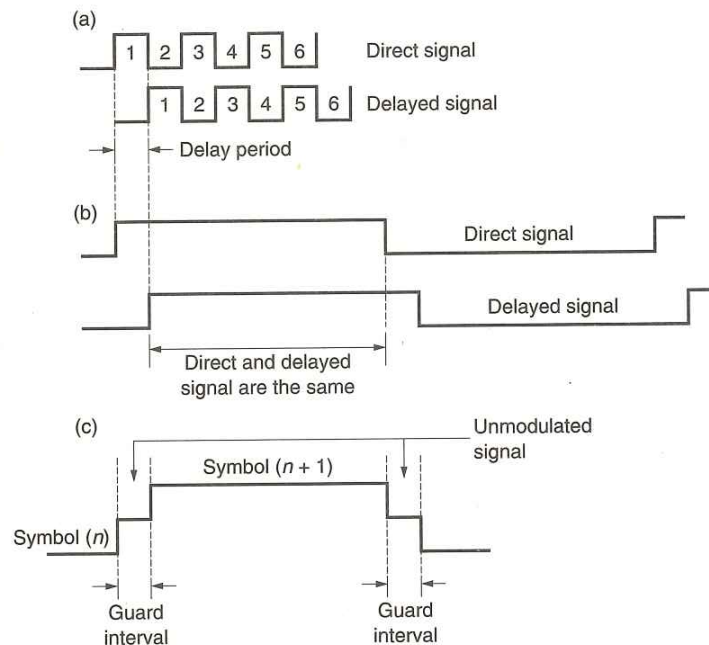 (a)
1 2 3 4 5 6 Direct signal
1 2 3 4 5 6 Delayed signal
Delay period
(b)
Direct signal
Delayed signal
Direct and delayed
signal are the same
(c)
Unmodulated
signal
Symbol (n + 1)
Symbol (n)
Guard
interval
Guard
interval